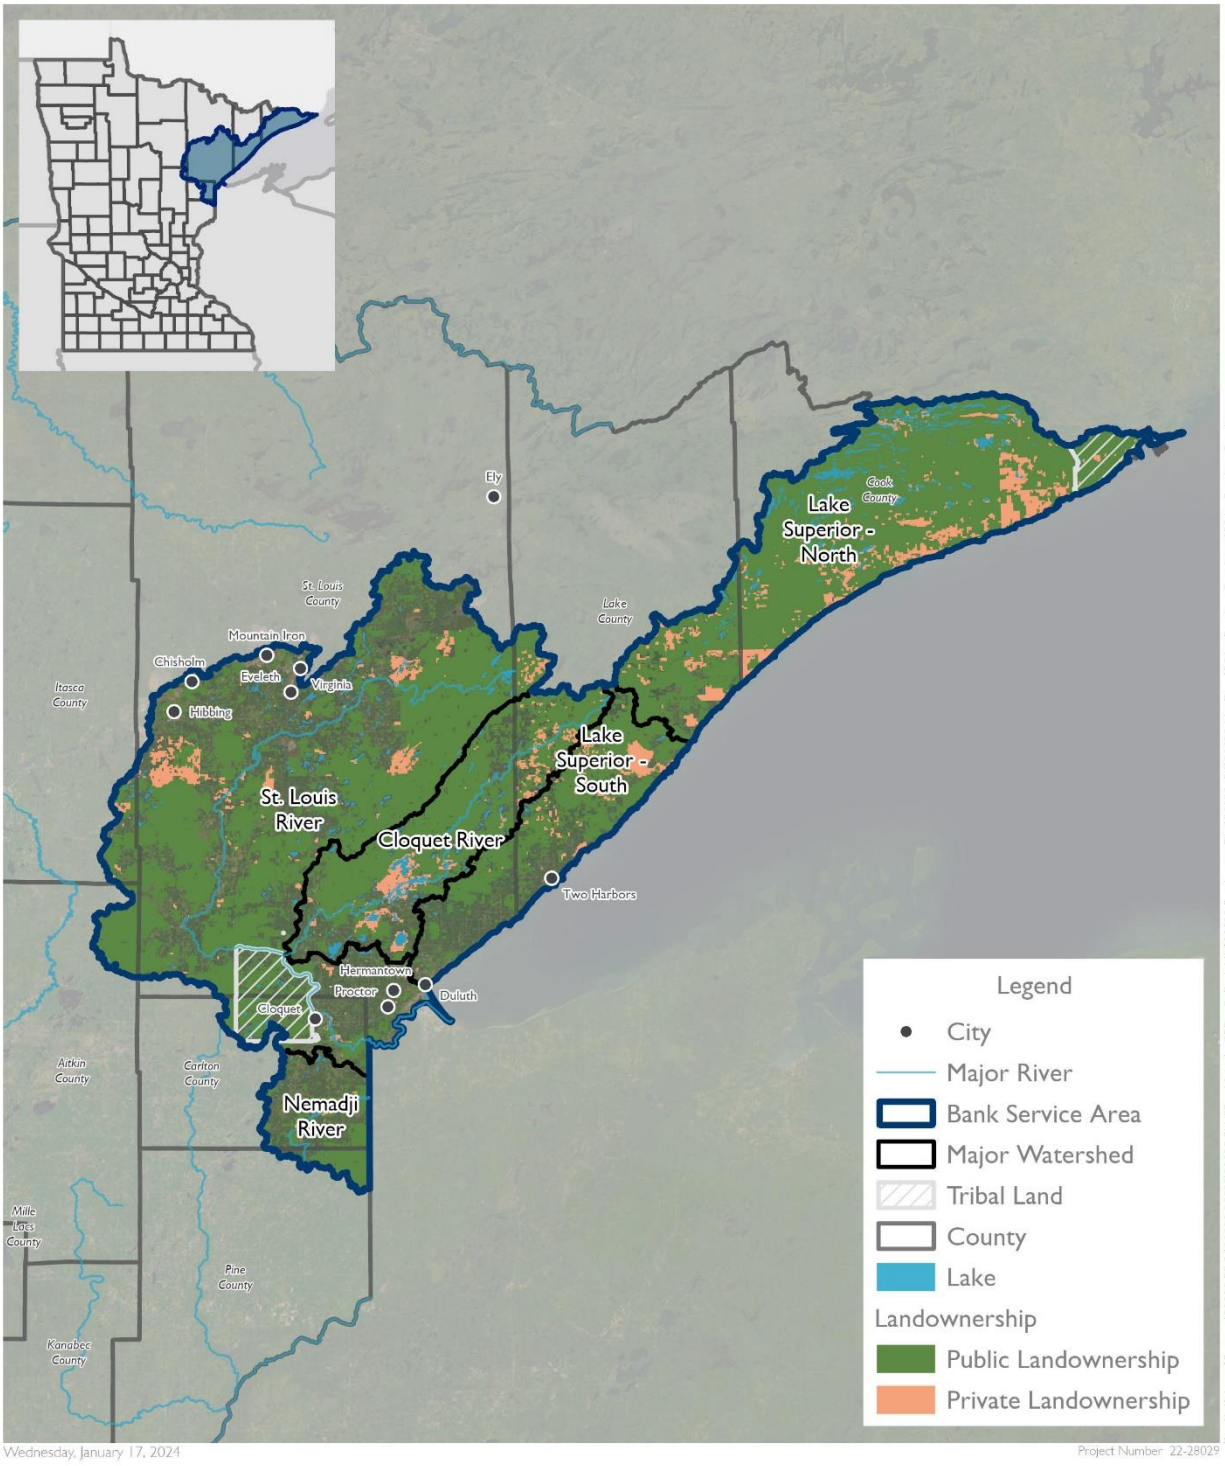 Ely
Cook
County
Lake
Superior -
North
St. Louis
County
Lake
County
Mountain Iron
Chisholm
Eveleth
Virginia
Itasca
County
Hibbing
Lake
Superior -
South
St. Louis
River
Cloquet River
Two Harbors
Hermantown
Proctor
Duluth
Cloquet
Aitkin
County
Carlton
County
Nemadji
River
Mille
Lacs
County
Pine
County
Kanabec
County
Legend
City
Major River
Bank Service Area
Major Watershed
Tribal Land
County
Lake
Landownership
Public Landownership
Private Landownership
Wednesday, January 17, 2024
Project Number 22-28029